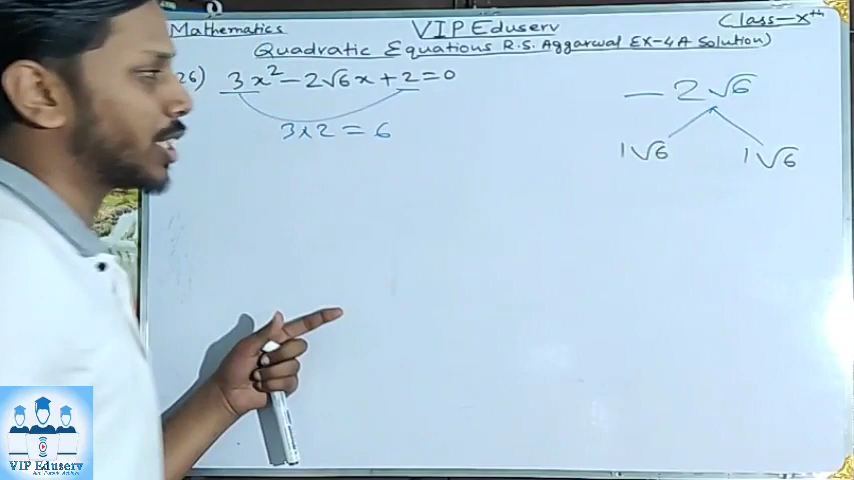 Mathematics
VIP Eduserv
Class-Xth
Quadratic Equations R.S. Aggarwal EX-4A Solution)
26) 3x² - 2√6x + 2 = 0
3×2 = 6
- 2√6
1√6 1√6
VIP Eduserv